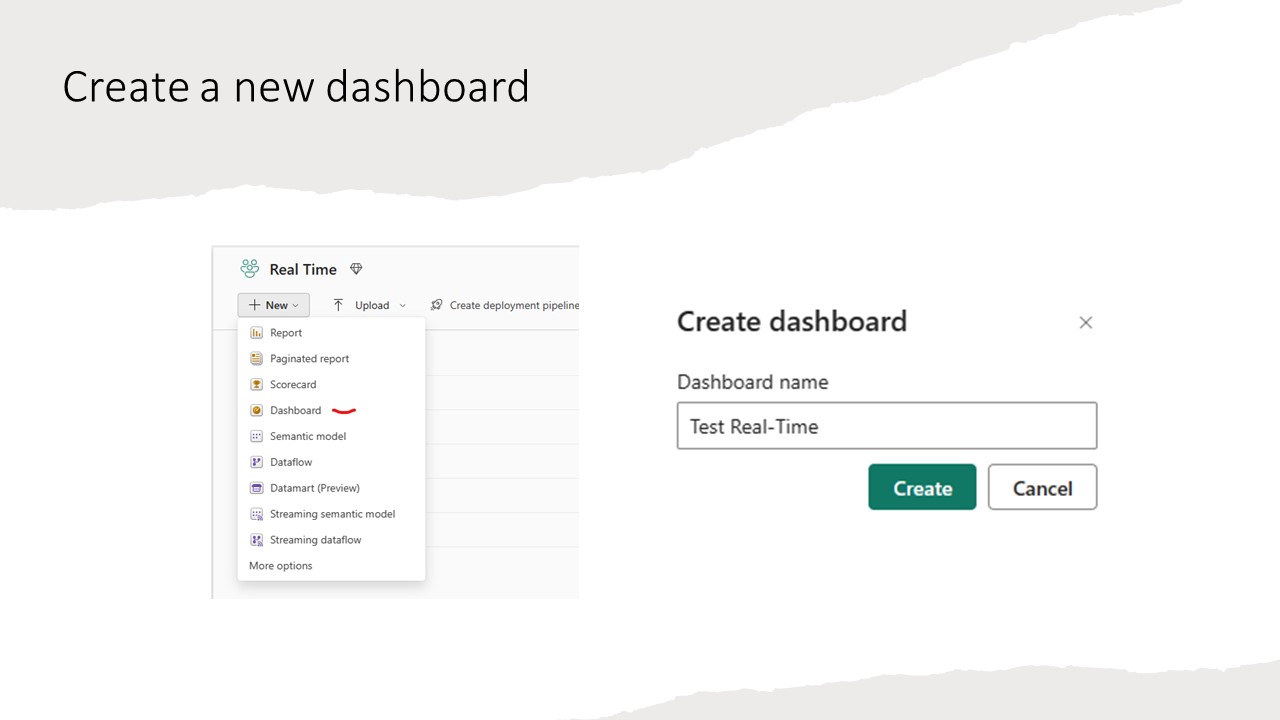 Create a new dashboard
Real Time
New
Upload
Create deployment pipeline
Report
Paginated report
Scorecard
Dashboard
Semantic model
Dataflow
Datamart (Preview)
Streaming semantic model
Streaming dataflow
More options
Create dashboard
Dashboard name
Test Real-Time
Create
Cancel